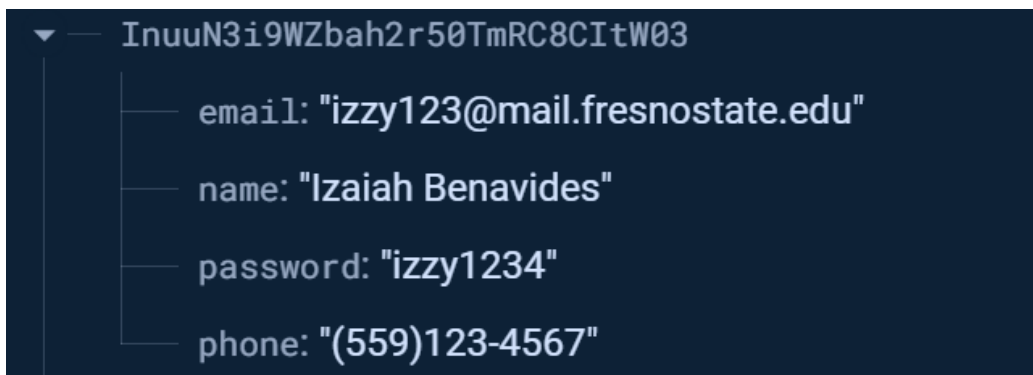 InuuN3i9WZbah2r50TmRC8CItW03
email: "izzy123@mail.fresnostate.edu"
name: "Izaiah Benavides"
password: "izzy1234"
phone: "(559)123-4567"